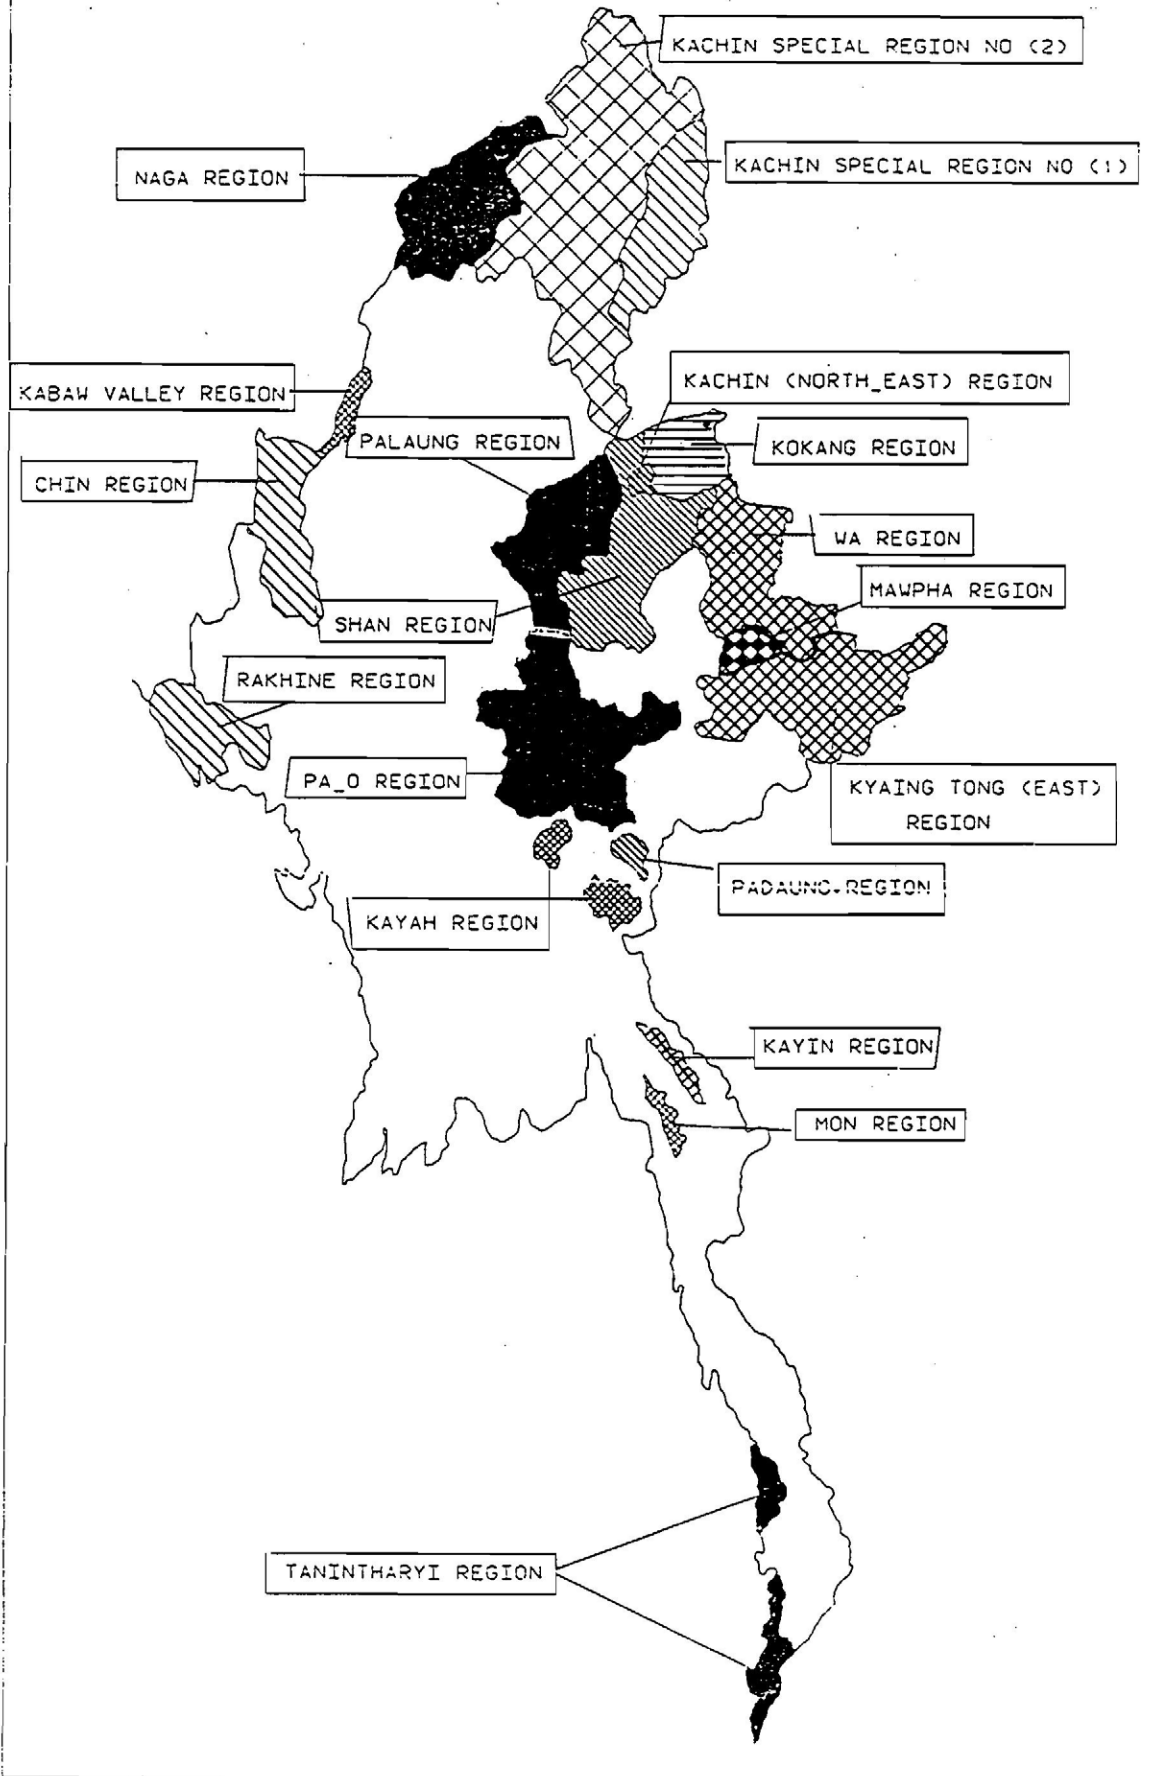 KACHIN SPECIAL REGION NO (2)
KACHIN SPECIAL REGION NO (1)
NAGA REGION
KACHIN (NORTH_EAST) REGION
KABAW VALLEY REGION
PALAUNG REGION
KOKANG REGION
CHIN REGION
WA REGION
MAWPHA REGION
SHAN REGION
RAKHINE REGION
PA_O REGION
KYAING TONG (EAST)
REGION
PADAUNG REGION
KAYAH REGION
KAYIN REGION
MON REGION
TANINTHARYI REGION